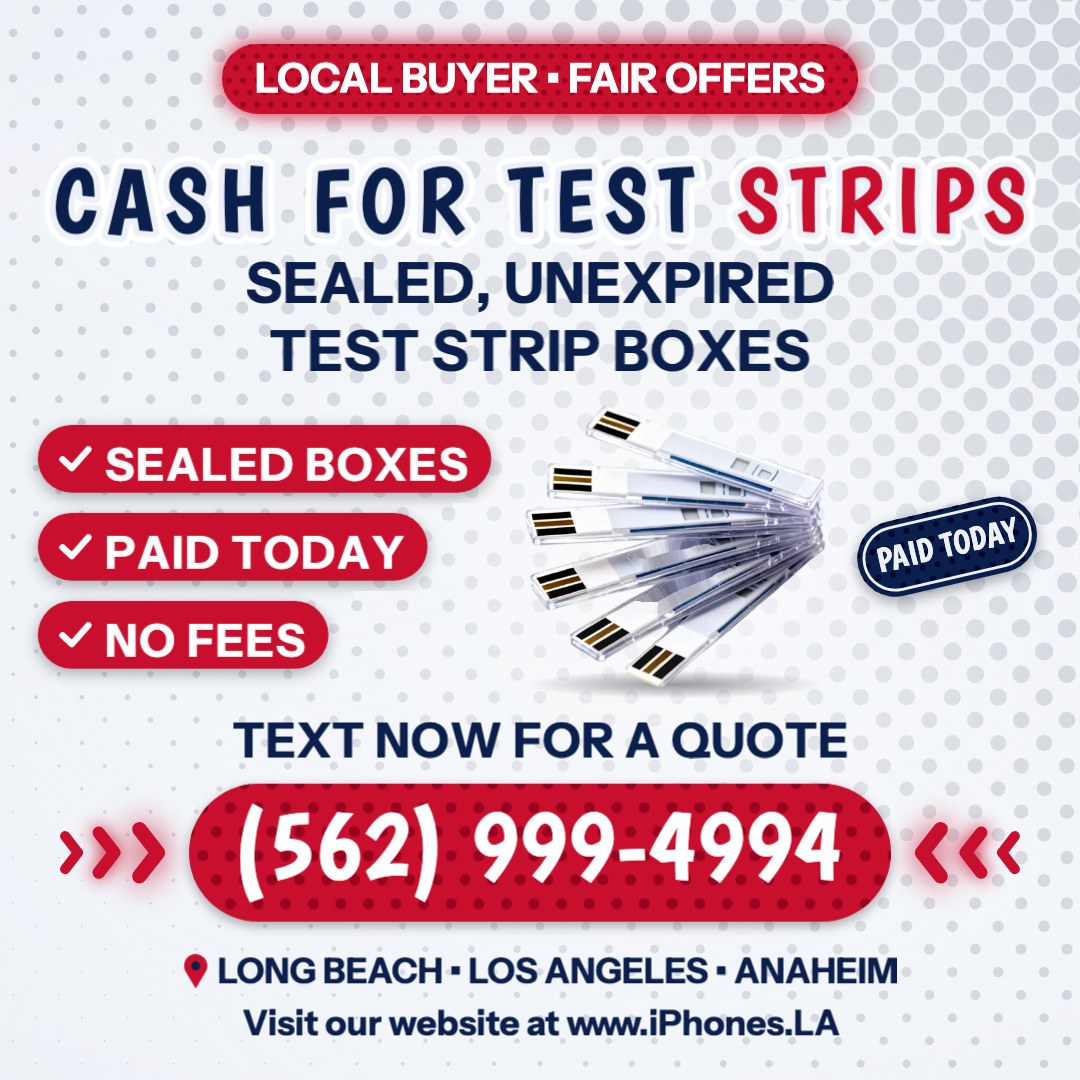 LOCAL BUYER ▪ FAIR OFFERS
CASH FOR TEST STRIPS
SEALED, UNEXPIRED
TEST STRIP BOXES
✓ SEALED BOXES
✓ PAID TODAY
✓ NO FEES
PAID TODAY
TEXT NOW FOR A QUOTE
(562) 999-4994
LONG BEACH ▪ LOS ANGELES ▪ ANAHEIM
Visit our website at www.iPhones.LA